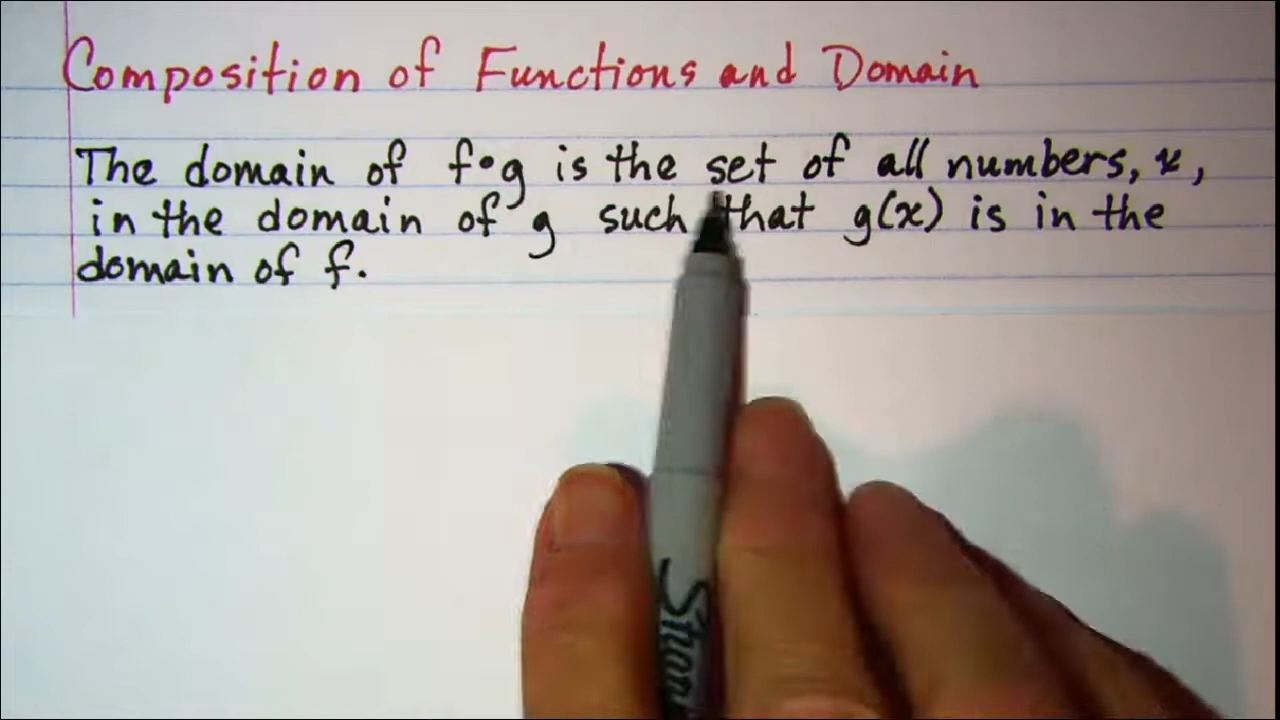 Composition of Functions and Domain
The domain of f∘g is the set of all numbers, x,
in the domain of g such that g(x) is in the
domain of f.